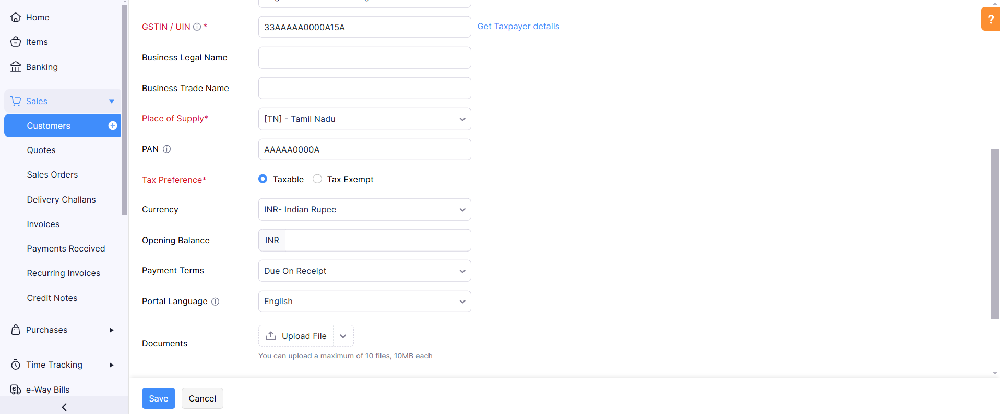 Home
Items
Banking
Sales
Customers
Quotes
Sales Orders
Delivery Challans
Invoices
Payments Received
Recurring Invoices
Credit Notes
Purchases
Time Tracking
e-Way Bills
GSTIN / UIN *
33AAAAA0000A15A
Get Taxpayer details
Business Legal Name
Business Trade Name
Place of Supply*
[TN] - Tamil Nadu
PAN
AAAAA0000A
Tax Preference*
Taxable
Tax Exempt
Currency
INR- Indian Rupee
Opening Balance
INR
Payment Terms
Due On Receipt
Portal Language
English
Documents
Upload File
You can upload a maximum of 10 files, 10MB each
Save
Cancel
?